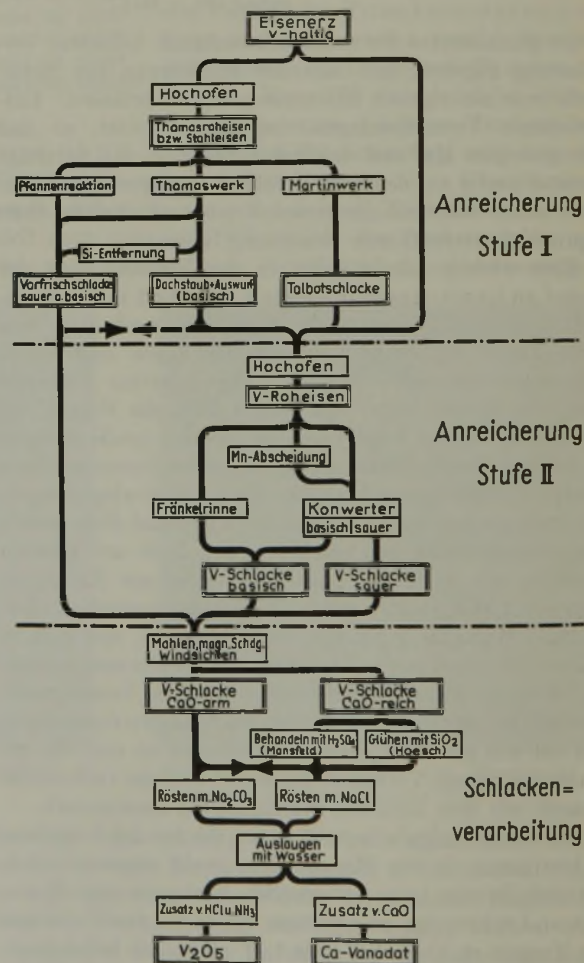 Eisenerz
V-haltig
Hochofen
Thomasroheisen
bzw. Stahleisen
Pfannenreaktion
Thomaswerk
Martinwerk
Anreicherung
Stufe I
Si-Entfernung
Vorfrischschlacke
sauer o. basisch
Dachstaub+Auswurf
(basisch)
Talbotschlacke
Hochofen
V-Roheisen
Anreicherung
Stufe II
Mn-Abscheidung
Fränkelrinne
Konwerter
basisch sauer
V-Schlacke
basisch
V-Schlacke
sauer
Mahlen, magn. Schdg.
Windsichten
V-Schlacke
CaO-arm
V-Schlacke
CaO-reich
Behandeln mit H₂SO₄
(Mansfeld)
Glühen mit SiO₂
(Hoesch)
Rösten m. Na₂CO₃
Rösten m. NaCl
Schlacken=
verarbeitung
Auslaugen
mit Wasser
Zusatz v. HCl u. NH₃
Zusatz v. CaO
V₂O₅
Ca-Vanadat